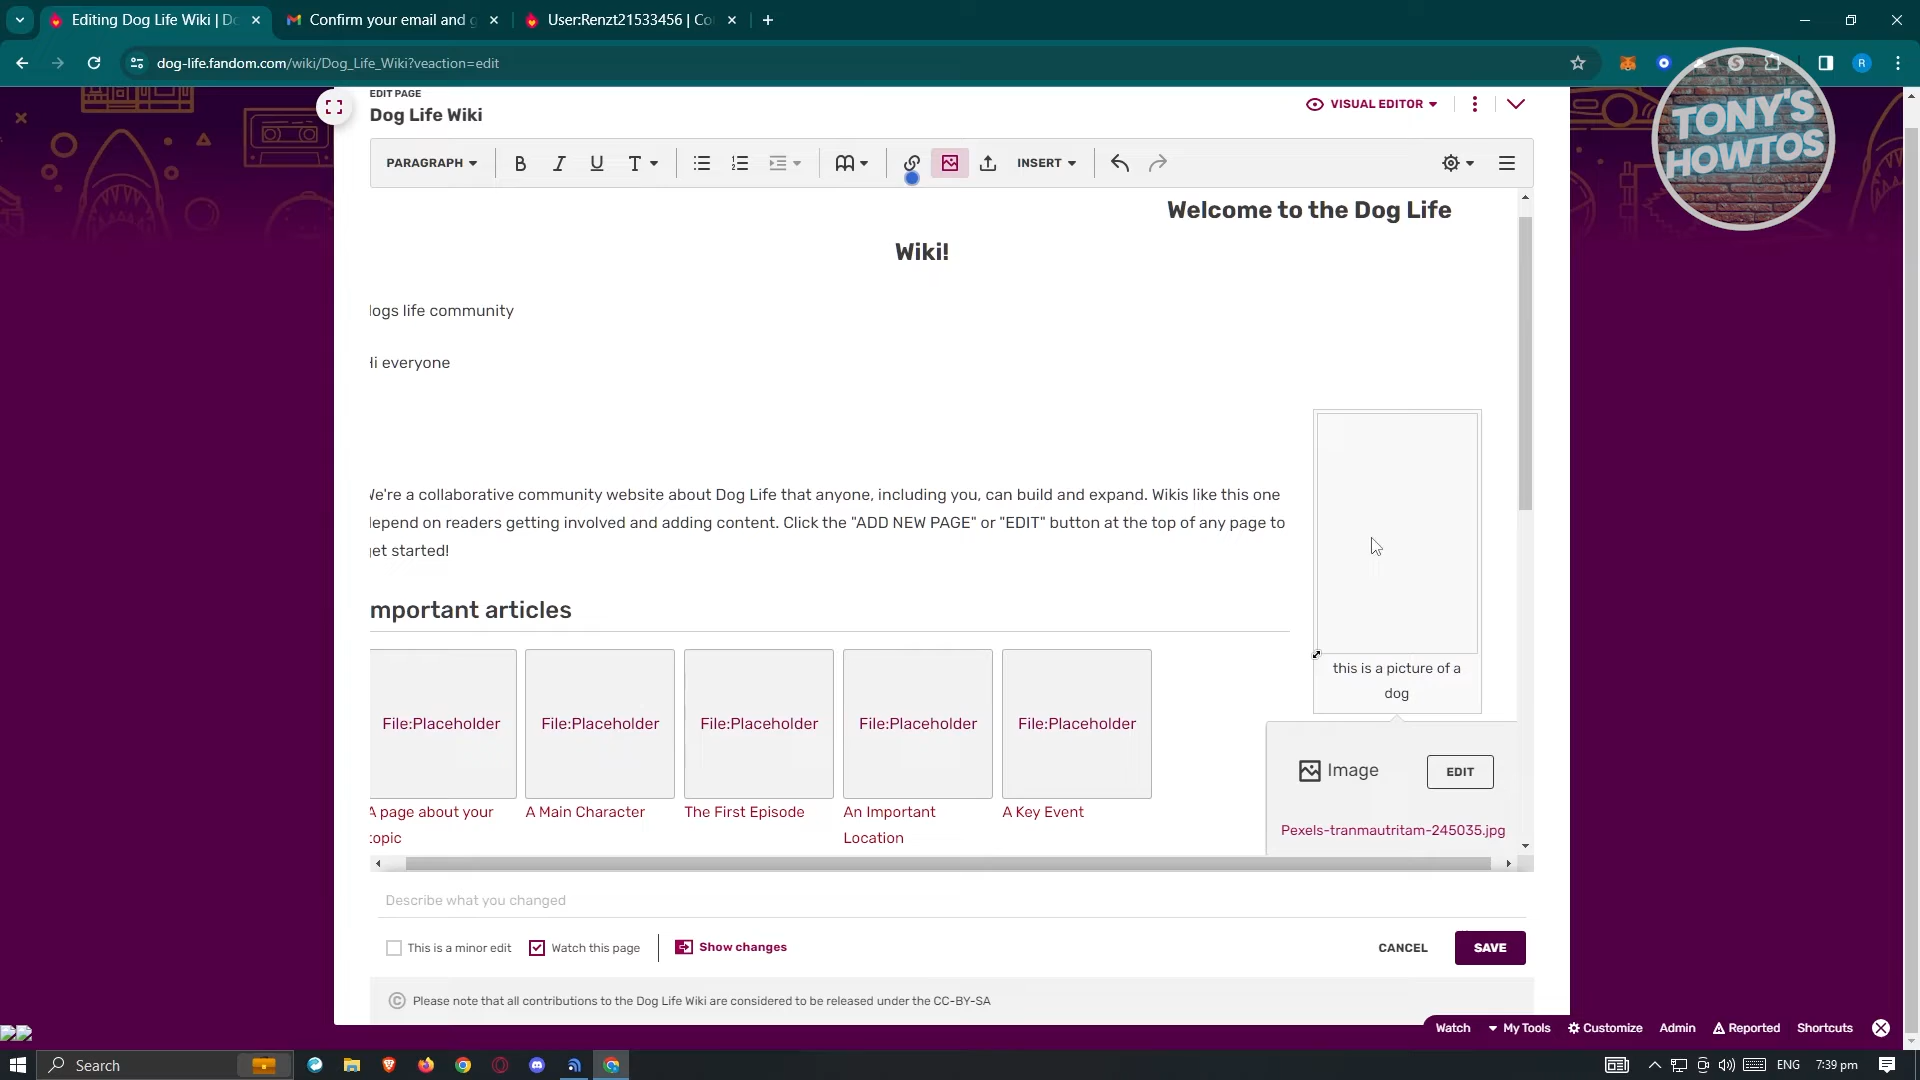 Editing Dog Life Wiki | Do
Confirm your email and g
User:Renzt21533456 | Co
dog-life.fandom.com/wiki/Dog_Life_Wiki?veaction=edit
R
TONY'S
HOWTOS
EDIT PAGE
Dog Life Wiki
VISUAL EDITOR
PARAGRAPH
B I U T
INSERT
Welcome to the Dog Life
Wiki!
logs life community
Hi everyone
We're a collaborative community website about Dog Life that anyone, including you, can build and expand. Wikis like this one
depend on readers getting involved and adding content. Click the "ADD NEW PAGE" or "EDIT" button at the top of any page to
get started!
mportant articles
this is a picture of a
dog
File:Placeholder File:Placeholder File:Placeholder File:Placeholder File:Placeholder
A page about your
topic
A Main Character
The First Episode
An Important
Location
A Key Event
Image
EDIT
Pexels-tranmautritam-245035.jpg
Describe what you changed
This is a minor edit
Watch this page
Show changes
CANCEL
SAVE
Please note that all contributions to the Dog Life Wiki are considered to be released under the CC-BY-SA
Watch My Tools Customize Admin Reported Shortcuts
Search
ENG
7:39 pm